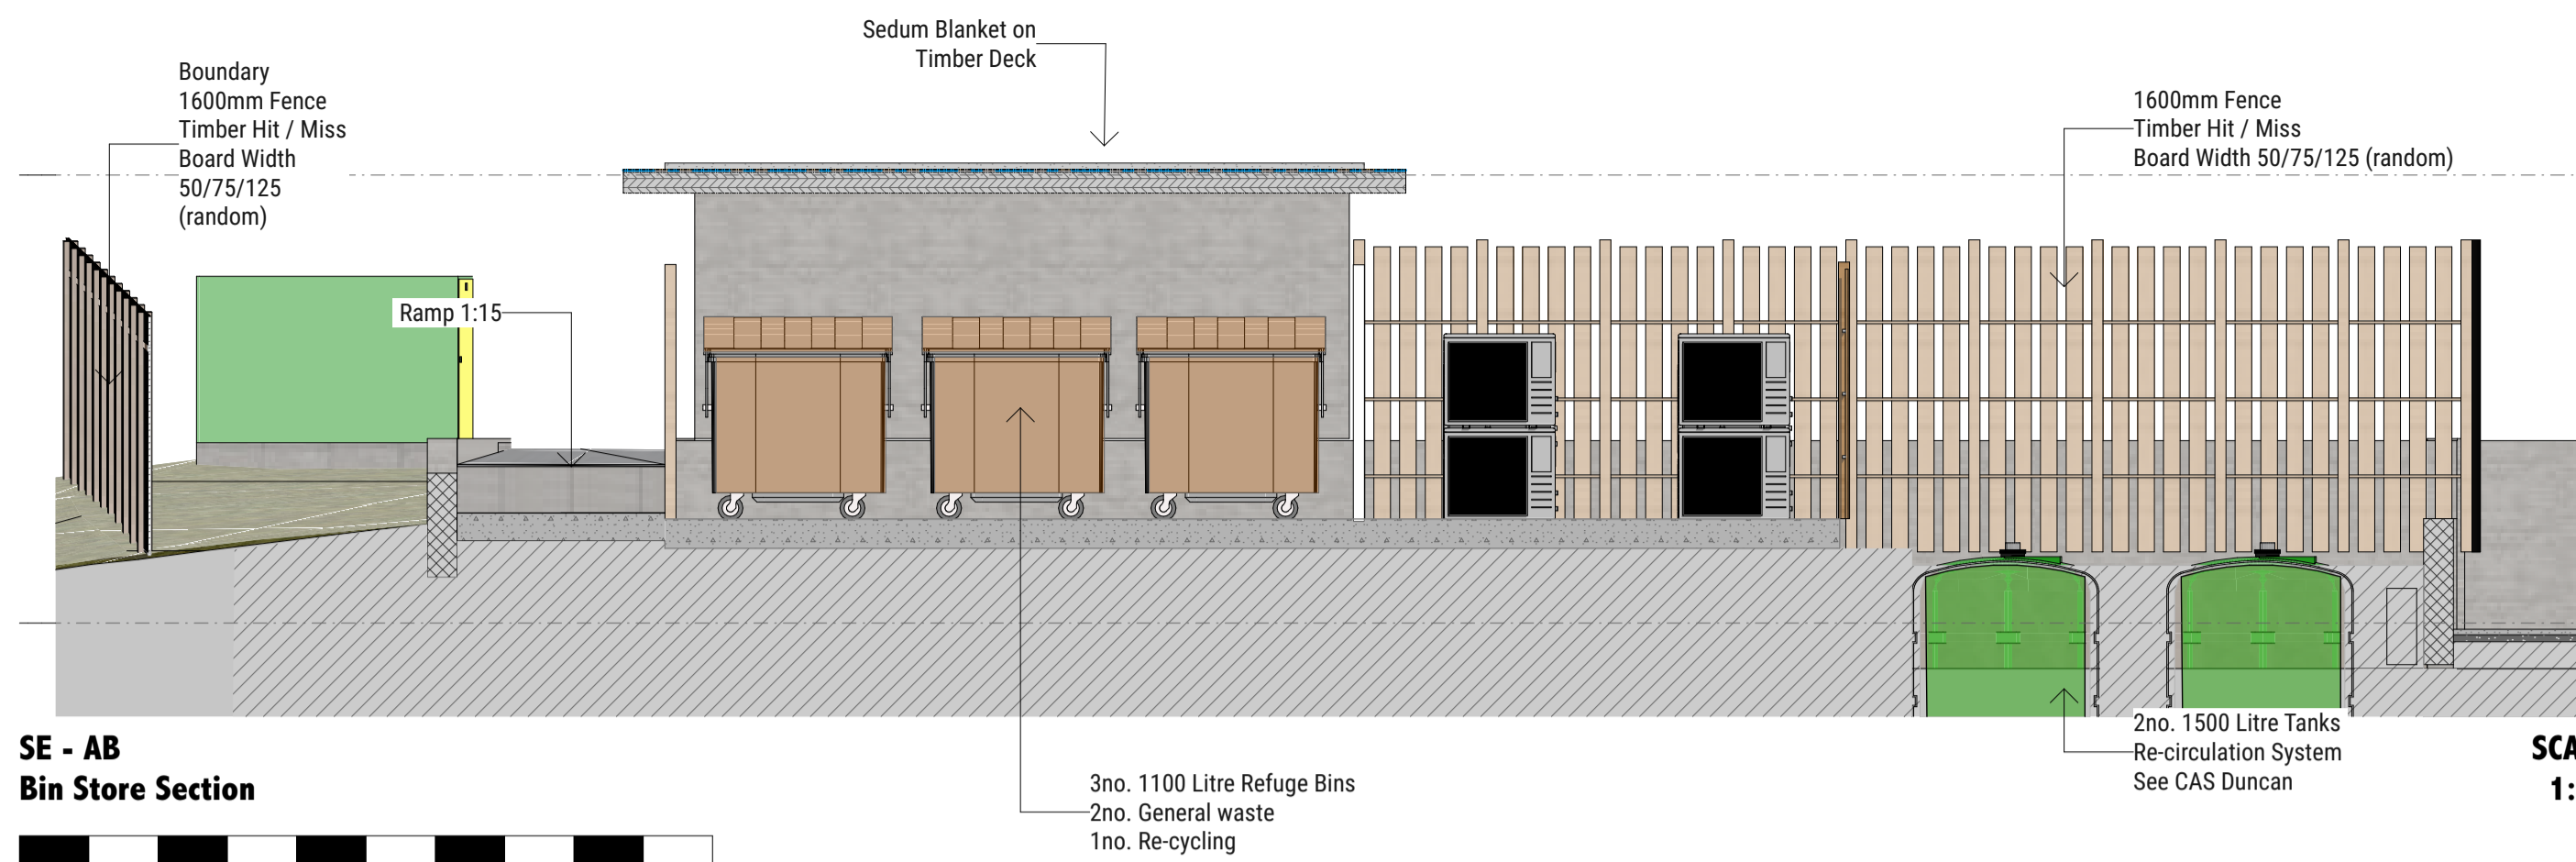 Sedum Blanket on
Timber Deck
Boundary
1600mm Fence
Timber Hit / Miss
Board Width
50/75/125
(random)
1600mm Fence
Timber Hit / Miss
Board Width 50/75/125 (random)
Ramp 1:15
2no. 1500 Litre Tanks
Re-circulation System
See CAS Duncan
3no. 1100 Litre Refuge Bins
2no. General waste
1no. Re-cycling
SE - AB
Bin Store Section
SCA
1: